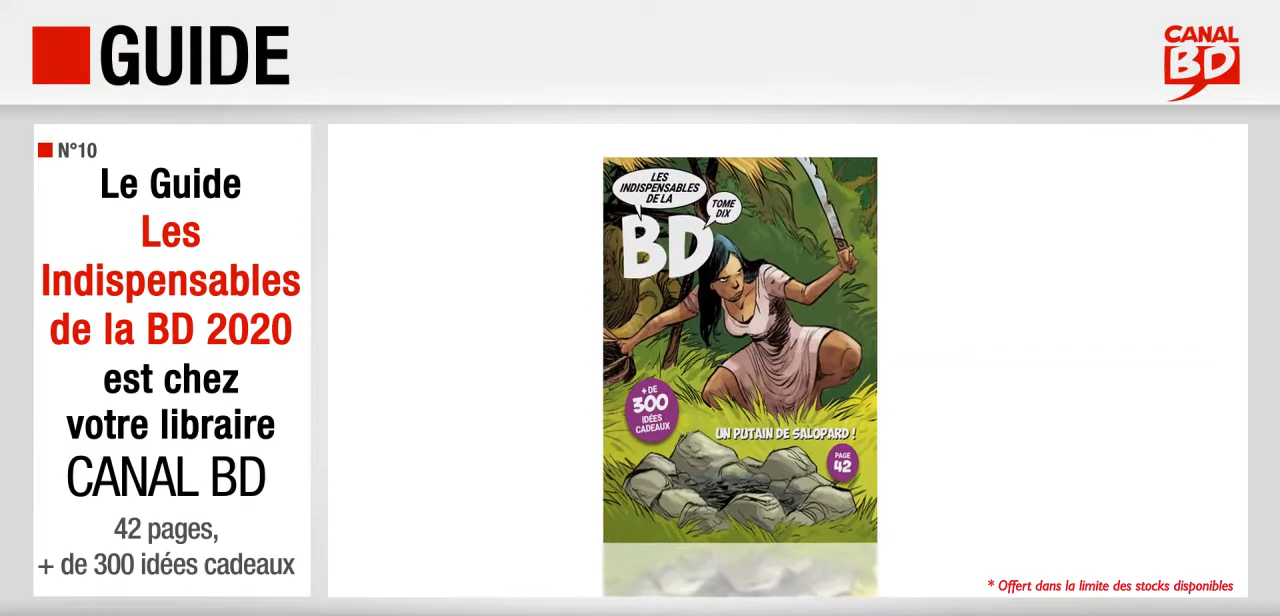 GUIDE
CANAL
BD
N°10
Le Guide
Les
Indispensables
de la BD 2020
est chez
votre libraire
CANAL BD
42 pages,
+ de 300 idées cadeaux
LES
INDISPENSABLES
DE LA
BD
TOME
DIX
+ DE
300
IDÉES
CADEAUX
UN PUTAIN DE SALOPARD !
PAGE
42
* Offert dans la limite des stocks disponibles